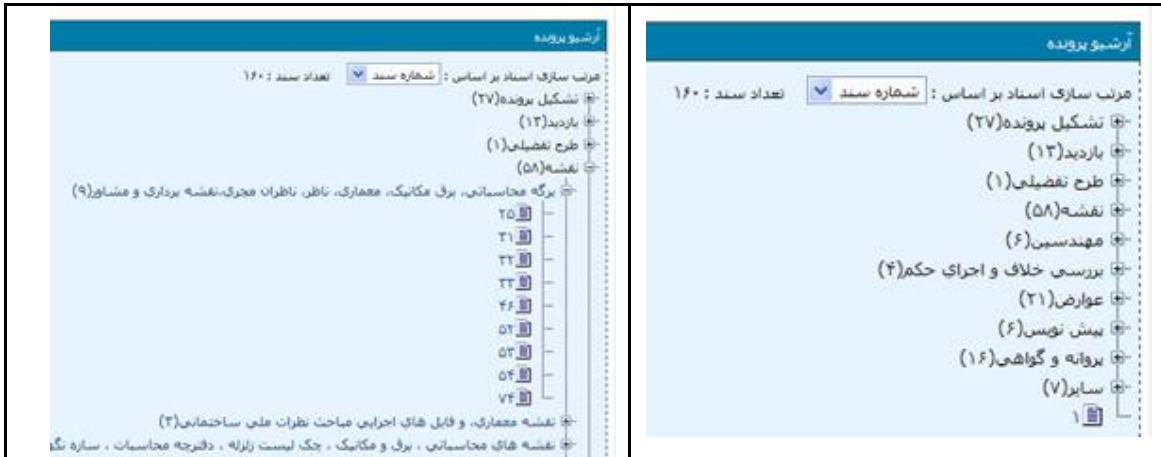 آرشیو پرونده
مرتب سازی اسناد بر اساس : شماره سند تعداد سند : ۱۶۰
تشکیل پرونده(۲۷)
بازدید(۱۳)
طرح تفضیلی(۱)
نقشه(۵۸)
مهندسین(۶)
بررسی خلاف و اجرای حکم(۴)
عوارض(۲۱)
پیش نویس(۶)
پروانه و گواهی(۱۶)
سایر(۷)
۱
آرشیو پرونده
مرتب سازی اسناد بر اساس : شماره سند تعداد سند : ۱۶۰
تشکیل پرونده(۲۷)
بازدید(۱۳)
طرح تفضیلی(۱)
نقشه(۵۸)
برگه محاسباتی، برق مکانیک، معماری، ناظر، ناظران مجری،نقشه برداری و مشاور(۹)
۲۵
۳۱
۳۲
۳۳
۴۶
۵۲
۵۳
۵۴
۷۴
نقشه معماری، و فایل های اجرایی مباحث نظرات ملی ساختمانی(۳)
نقشه های محاسباتی ، برق و مکانیک ، چک لیست زلزله ، دفترچه محاسبات ، سازه